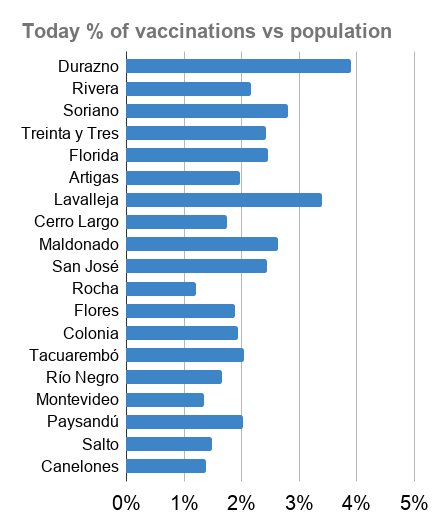 Today % of vaccinations vs population
Durazno
Rivera
Soriano
Treinta y Tres
Florida
Artigas
Lavalleja
Cerro Largo
Maldonado
San José
Rocha
Flores
Colonia
Tacuarembó
Río Negro
Montevideo
Paysandú
Salto
Canelones
0% 1% 2% 3% 4% 5%